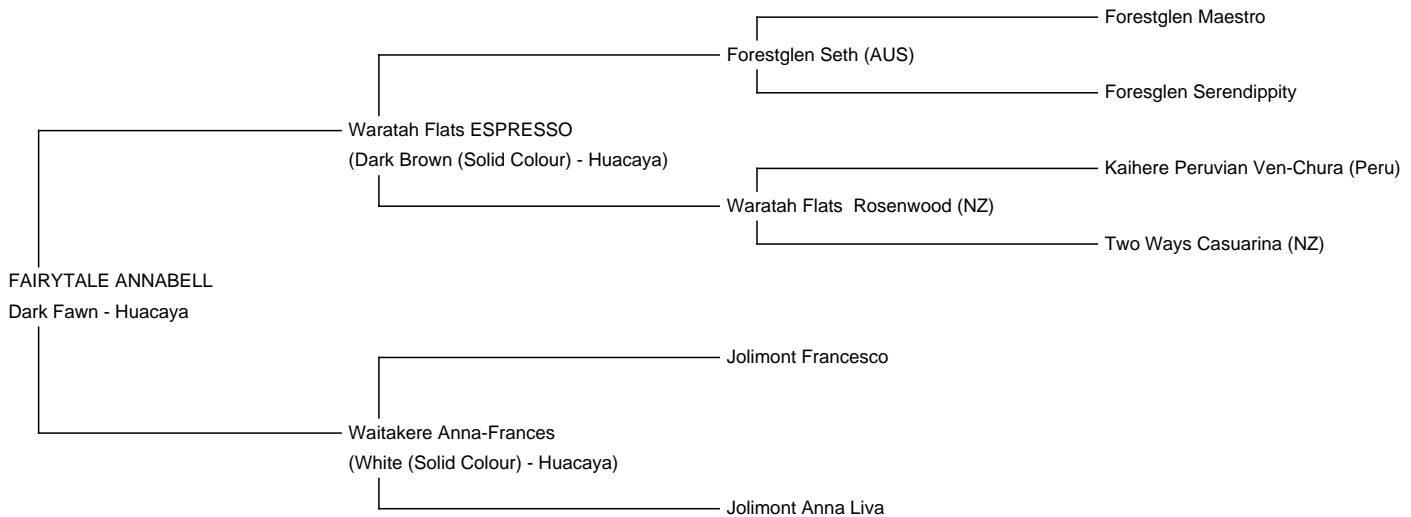 Forestglen Maestro
Forestglen Seth (AUS)
Foresglen Serendippity
Waratah Flats ESPRESSO
(Dark Brown (Solid Colour) - Huacaya)
Kaihere Peruvian Ven-Chura (Peru)
Waratah Flats  Rosenwood (NZ)
Two Ways Casuarina (NZ)
FAIRYTALE ANNABELL
Dark Fawn - Huacaya
Jolimont Francesco
Waitakere Anna-Frances
(White (Solid Colour) - Huacaya)
Jolimont Anna Liva